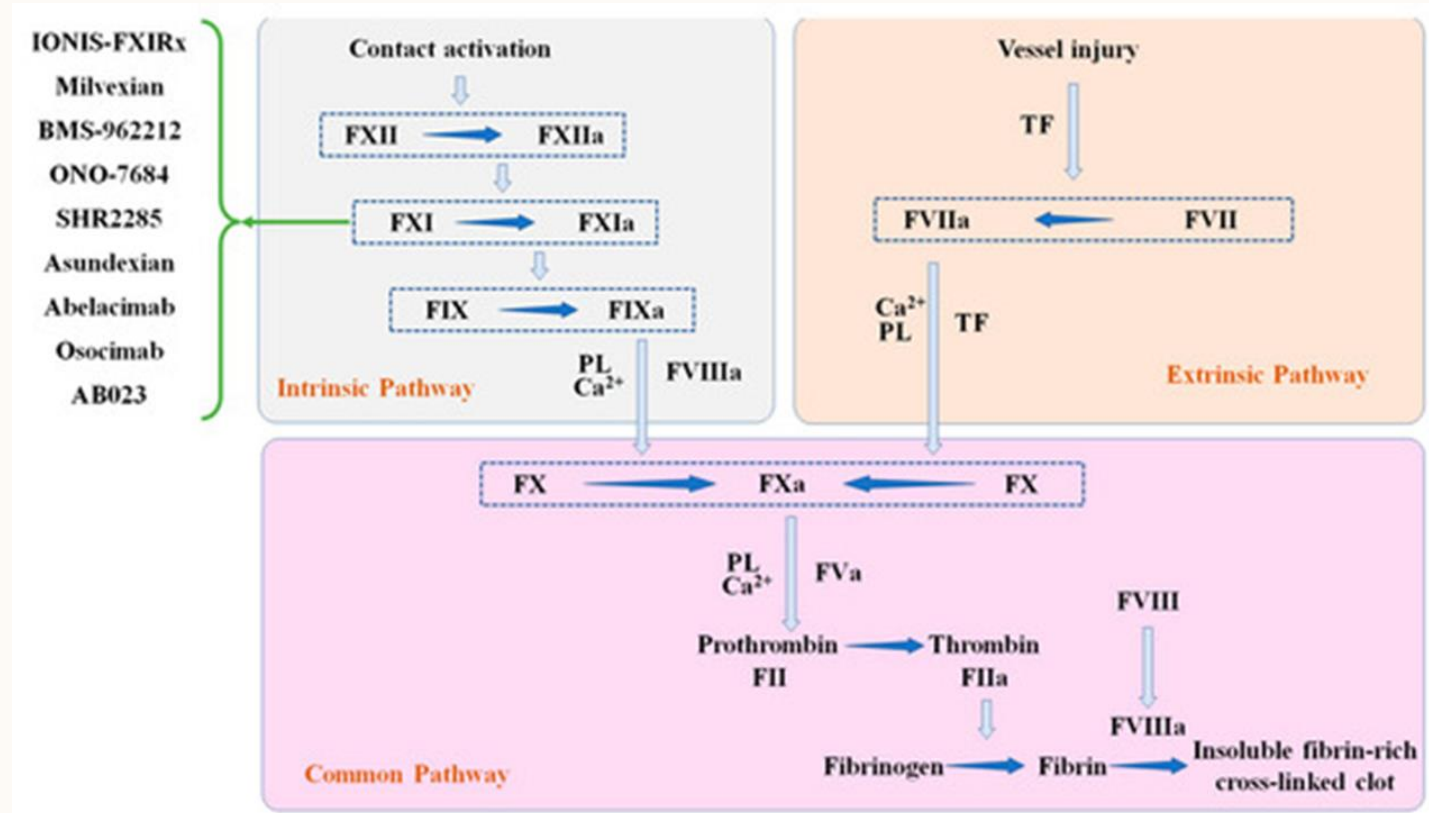 IONIS-FXIRx
Milvexian
BMS-962212
ONO-7684
SHR2285
Asundexian
Abelacimab
Osocimab
AB023
Contact activation
FXII FXIIa
FXI FXIa
FIX FIXa
PL
Ca²⁺
FVIIIa
Intrinsic Pathway
Vessel injury
TF
FVIIa FVII
Ca²⁺
PL
TF
Extrinsic Pathway
FX FXa FX
PL
Ca²⁺
FVa
Prothrombin
FII
Thrombin
FIIa
FVIII
FVIIIa
Fibrinogen Fibrin
Insoluble fibrin-rich
cross-linked clot
Common Pathway